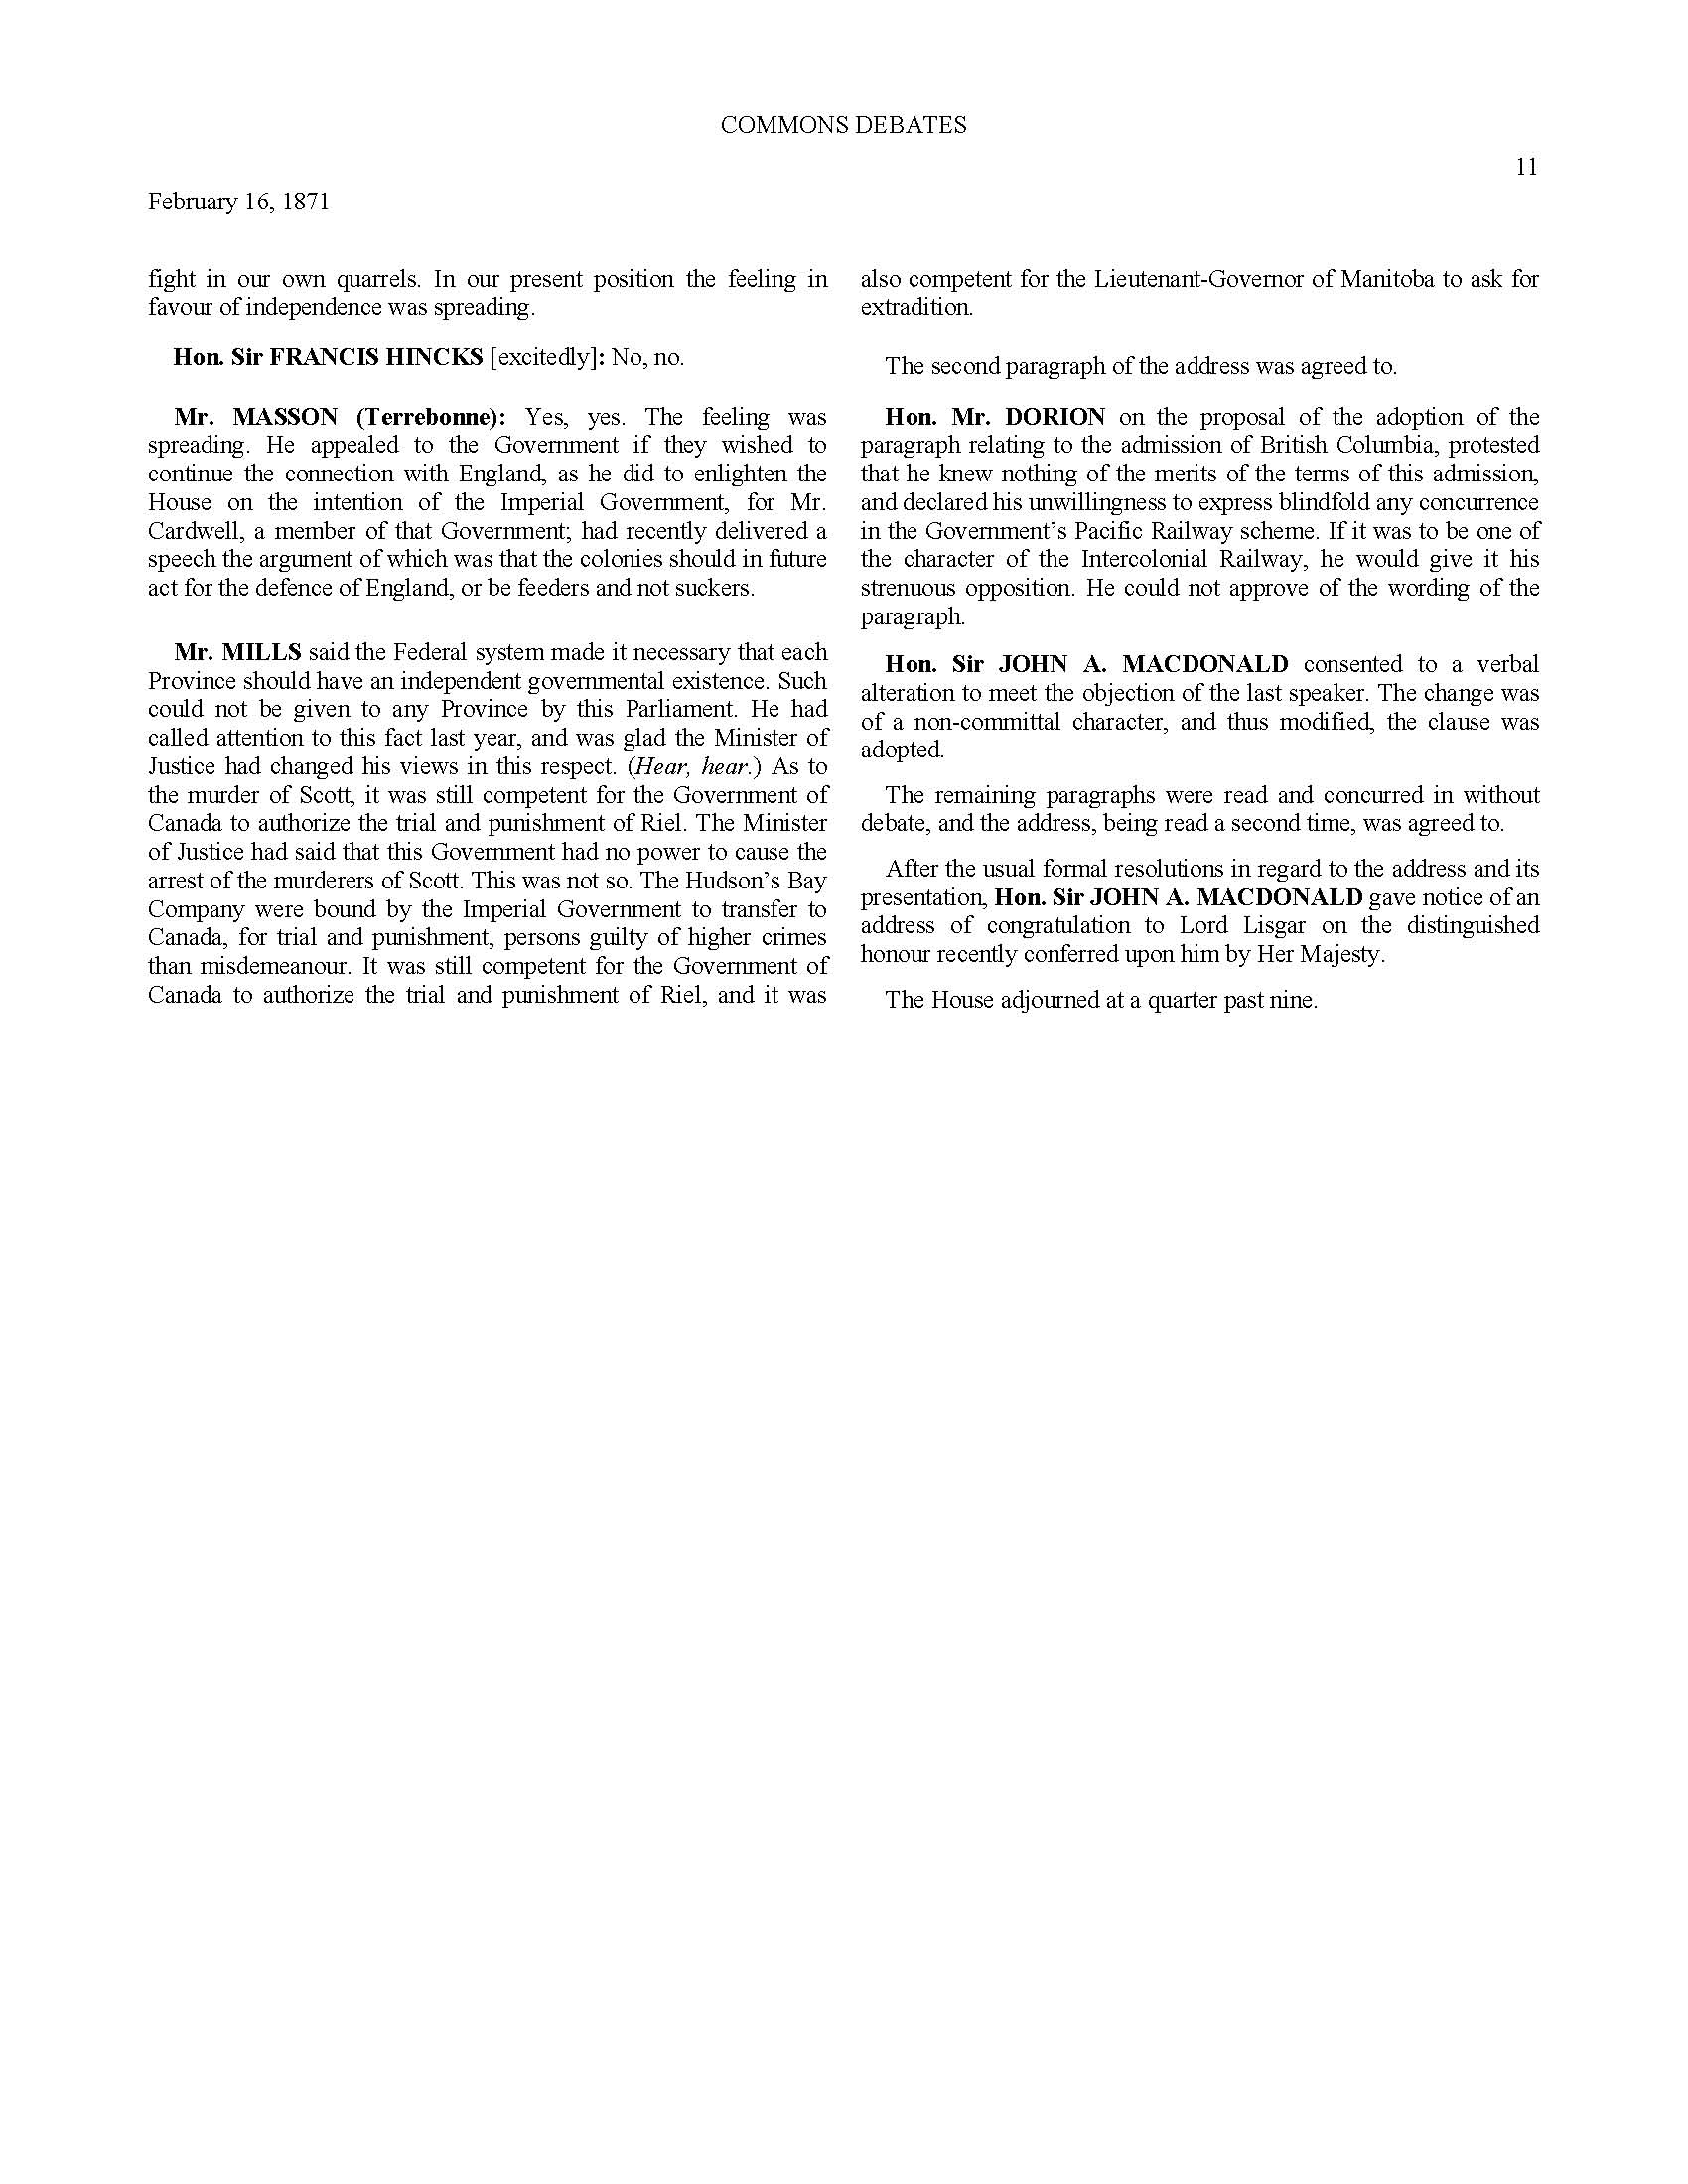 COMMONS DEBATES
11
February 16, 1871
fight in our own quarrels. In our present position the feeling in
favour of independence was spreading.
Hon. Sir FRANCIS HINCKS [excitedly]: No, no.
Mr. MASSON (Terrebonne): Yes, yes. The feeling was
spreading. He appealed to the Government if they wished to
continue the connection with England, as he did to enlighten the
House on the intention of the Imperial Government, for Mr.
Cardwell, a member of that Government; had recently delivered a
speech the argument of which was that the colonies should in future
act for the defence of England, or be feeders and not suckers.
Mr. MILLS said the Federal system made it necessary that each
Province should have an independent governmental existence. Such
could not be given to any Province by this Parliament. He had
called attention to this fact last year, and was glad the Minister of
Justice had changed his views in this respect. (Hear, hear.) As to
the murder of Scott, it was still competent for the Government of
Canada to authorize the trial and punishment of Riel. The Minister
of Justice had said that this Government had no power to cause the
arrest of the murderers of Scott. This was not so. The Hudson’s Bay
Company were bound by the Imperial Government to transfer to
Canada, for trial and punishment, persons guilty of higher crimes
than misdemeanour. It was still competent for the Government of
Canada to authorize the trial and punishment of Riel, and it was
also competent for the Lieutenant-Governor of Manitoba to ask for
extradition.
The second paragraph of the address was agreed to.
Hon. Mr. DORION on the proposal of the adoption of the
paragraph relating to the admission of British Columbia, protested
that he knew nothing of the merits of the terms of this admission,
and declared his unwillingness to express blindfold any concurrence
in the Government’s Pacific Railway scheme. If it was to be one of
the character of the Intercolonial Railway, he would give it his
strenuous opposition. He could not approve of the wording of the
paragraph.
Hon. Sir JOHN A. MACDONALD consented to a verbal
alteration to meet the objection of the last speaker. The change was
of a non-committal character, and thus modified, the clause was
adopted.
The remaining paragraphs were read and concurred in without
debate, and the address, being read a second time, was agreed to.
After the usual formal resolutions in regard to the address and its
presentation, Hon. Sir JOHN A. MACDONALD gave notice of an
address of congratulation to Lord Lisgar on the distinguished
honour recently conferred upon him by Her Majesty.
The House adjourned at a quarter past nine.